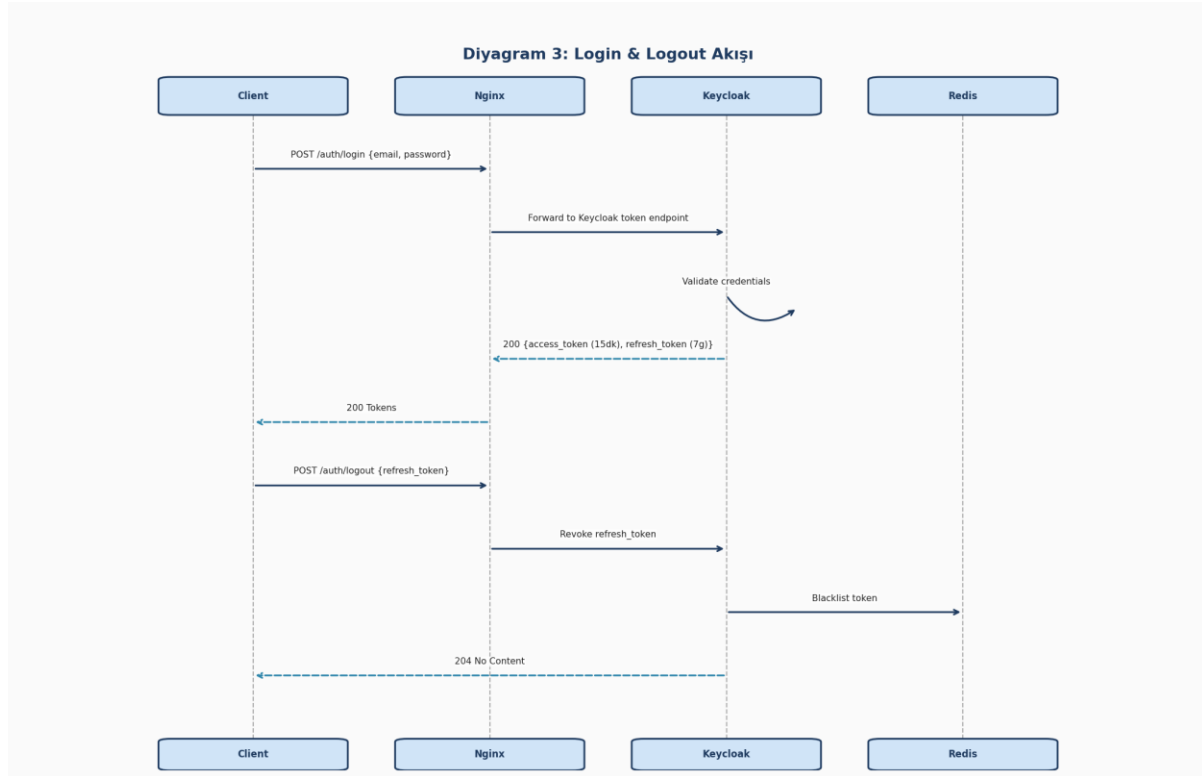 Diyagram 3: Login & Logout Akışı
Client
Nginx
Keycloak
Redis
POST /auth/login {email, password}
Forward to Keycloak token endpoint
Validate credentials
200 {access_token (15dk), refresh_token (7g)}
200 Tokens
POST /auth/logout {refresh_token}
Revoke refresh_token
Blacklist token
204 No Content
Client
Nginx
Keycloak
Redis